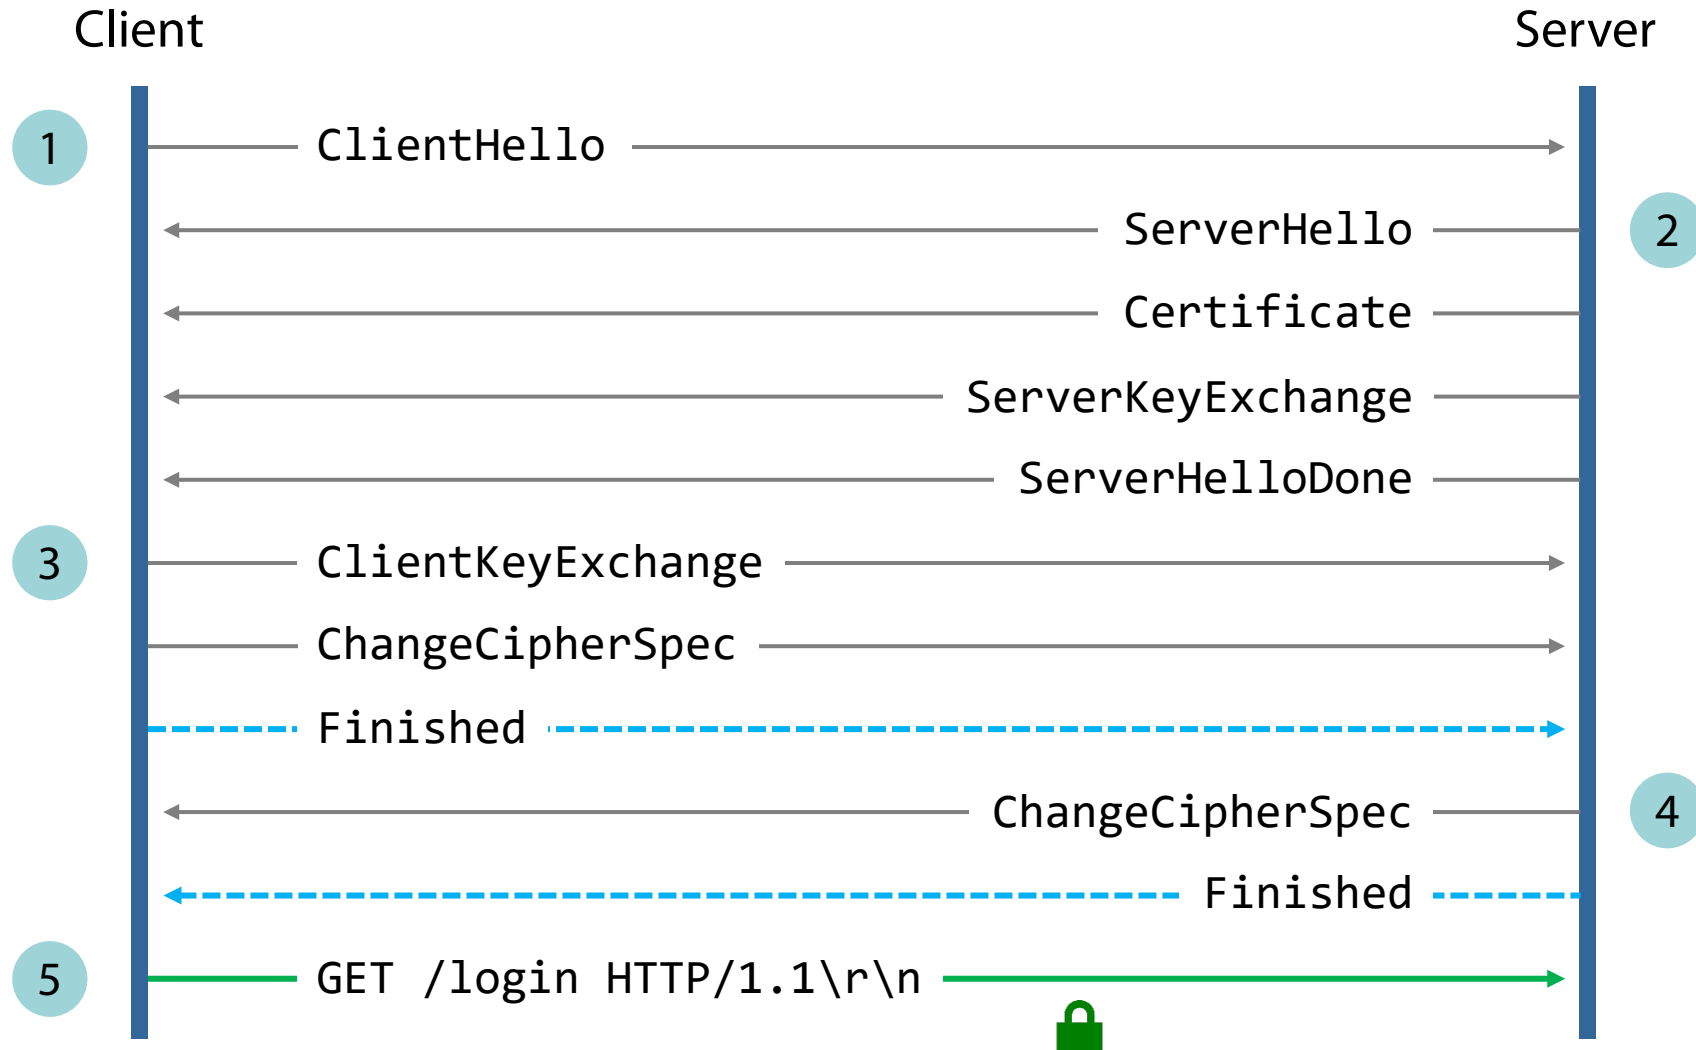 Client Server
1 ClientHello
ServerHello 2
Certificate
ServerKeyExchange
ServerHelloDone
3 ClientKeyExchange
ChangeCipherSpec
Finished
ChangeCipherSpec 4
Finished
5 GET /login HTTP/1.1\r\n